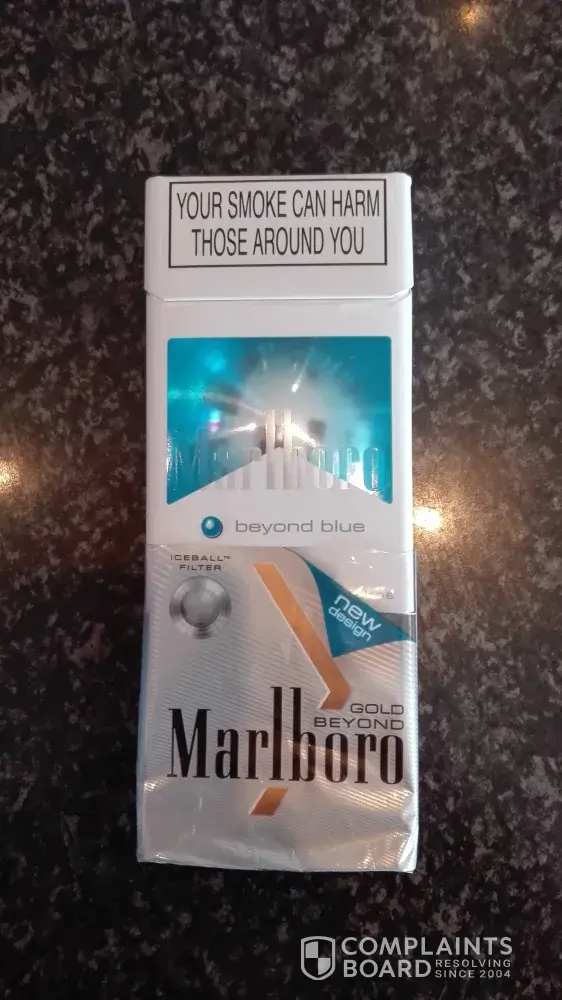 YOUR SMOKE CAN HARM
THOSE AROUND YOU
Marlboro
beyond blue
ICEBALL™
FILTER
new
design
GOLD
BEYOND
Marlboro
COMPLAINTS
BOARD RESOLVING
SINCE 2004